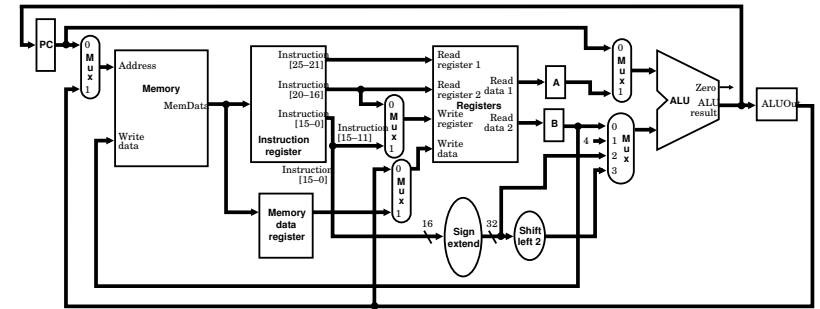 PC
0
M
u
x
1
Address
Memory
MemData
Write
data
Instruction
[25–21]
Instruction
[20–16]
Instruction
[15–0]
Instruction
register
Instruction
[15–11]
Instruction
[15–0]
Memory
data
register
0
M
u
x
1
0
M
u
x
1
Read
register 1
Read
register 2
Registers
Write
register
Write
data
Read
data 1
Read
data 2
16
Sign
extend
32
Shift
left 2
A
B
4
0
M
u
x
1
0
1
2
3
M
u
x
Zero
ALU
ALU
result
ALUOut